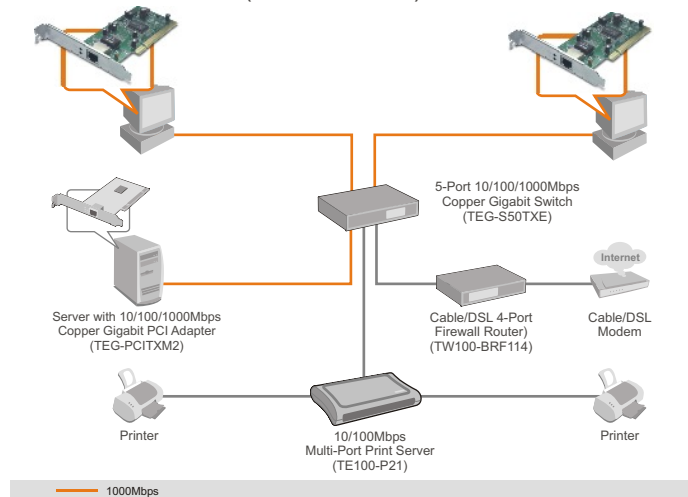 5-Port 10/100/1000Mbps
Copper Gigabit Switch
(TEG-S50TXE)
Internet
Server with 10/100/1000Mbps
Copper Gigabit PCI Adapter
(TEG-PCITXM2)
Cable/DSL 4-Port
Firewall Router)
(TW100-BRF114)
Cable/DSL
Modem
Printer
10/100Mbps
Multi-Port Print Server
(TE100-P21)
Printer
1000Mbps